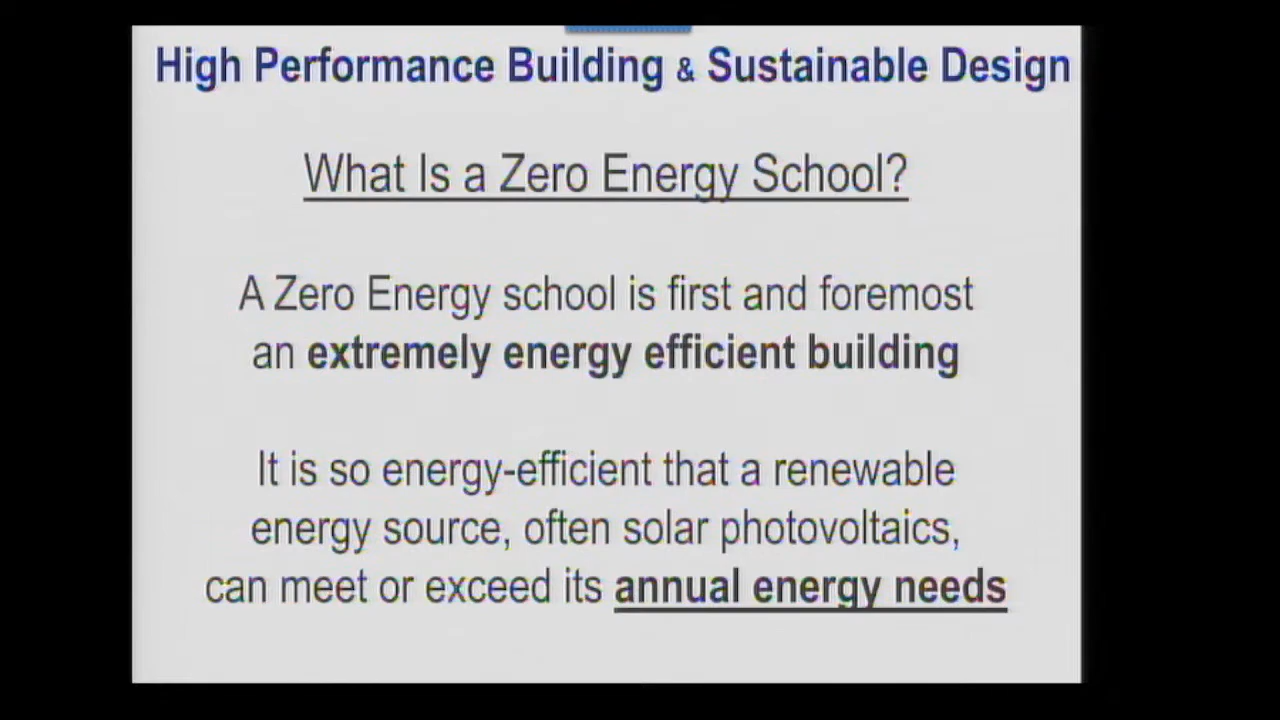 High Performance Building & Sustainable Design
What Is a Zero Energy School?
A Zero Energy school is first and foremost
an extremely energy efficient building
It is so energy-efficient that a renewable
energy source, often solar photovoltaics,
can meet or exceed its annual energy needs